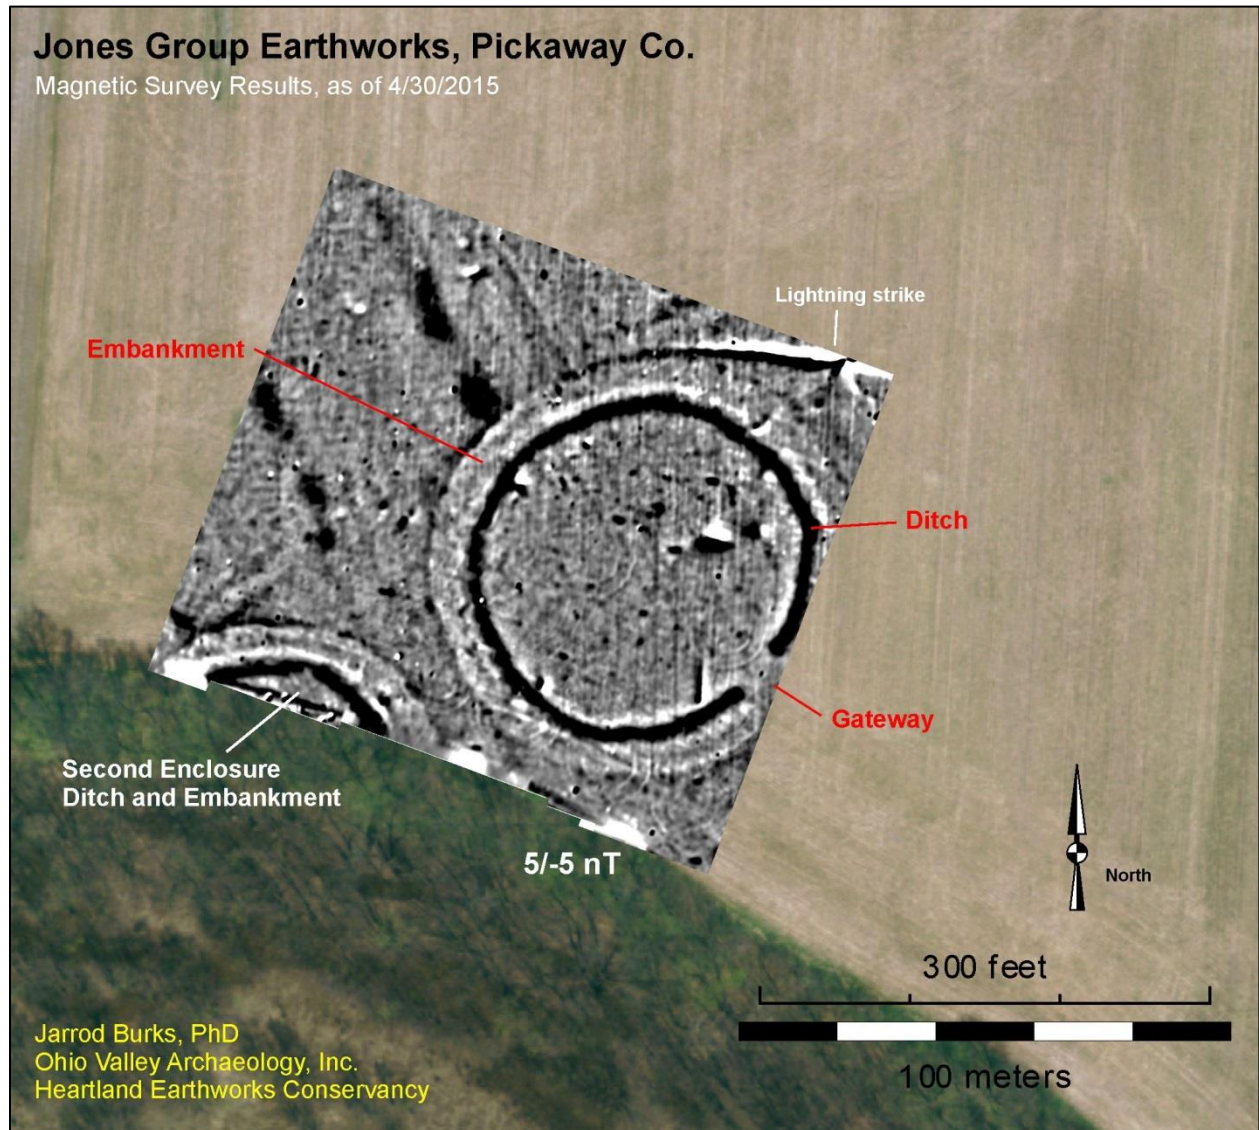 Jones Group Earthworks, Pickaway Co.
Magnetic Survey Results, as of 4/30/2015
Lightning strike
Embankment
Ditch
Gateway
Second Enclosure
Ditch and Embankment
5/-5 nT
North
300 feet
100 meters
Jarrod Burks, PhD
Ohio Valley Archaeology, Inc.
Heartland Earthworks Conservancy